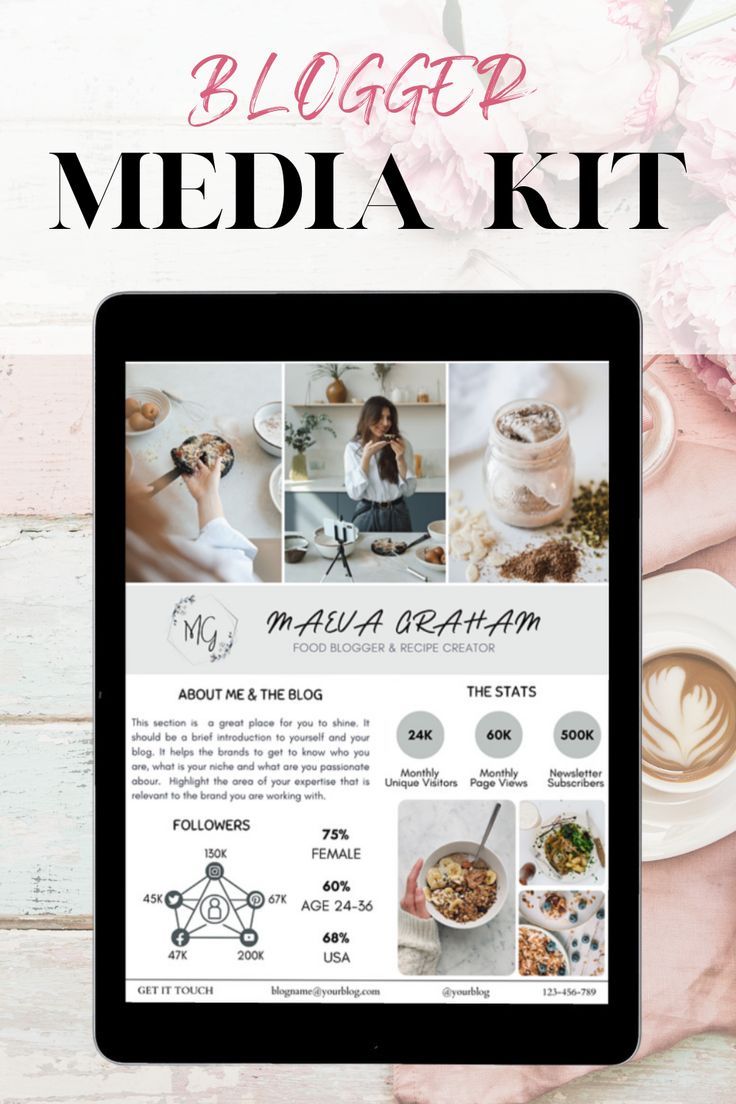 BLOGGER
MEDIA KIT
MG
MAEVA GRAHAM
FOOD BLOGGER & RECIPE CREATOR
ABOUT ME & THE BLOG
This section is a great place for you to shine. It
should be a brief introduction to yourself and your
blog. It helps the brands to get to know who you
are, what is your niche and what are you passionate
abour. Highlight the area of your expertise that is
relevant to the brand you are working with.
THE STATS
24K
60K
500K
Monthly
Unique Visitors
Monthly
Page Views
Newsletter
Subscribers
FOLLOWERS
130K
45K
67K
47K
200K
75%
FEMALE
60%
AGE 24-36
68%
USA
GET IT TOUCH
blogname@yourblog.com
@yourblog
123-456-789